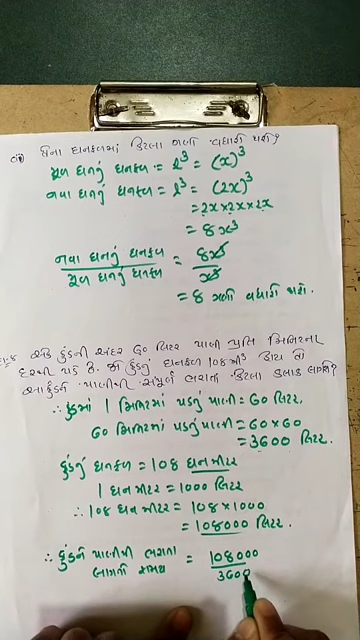 (ii) તેના ઘનફળમાં કેટલા ગણો વધારો થશે?
મૂળ ઘનનું ઘનફળ = l³ = (x)³
નવા ઘનનું ઘનફળ = l³ = (2x)³
= 2x × 2x × 2x
= 8x³
નવા ઘનનું ઘનફળ / મૂળ ઘનનું ઘનફળ = 8x³ / x³
= 8 ગણો વધારો થશે.
એક કુંડની અંદર 60 લિટર પાણી પ્રતિ મિનિટના
દરથી પડે છે. જો કુંડનું ઘનફળ 108 મી³ હોય તો
આ કુંડને પાણીથી સંપૂર્ણ ભરાતા કેટલા કલાક લાગશે?
∴ કુંડમાં 1 મિનિટમાં પડતું પાણી = 60 લિટર.
60 મિનિટમાં પડતું પાણી = 60 × 60
= 3600 લિટર.
કુંડનું ઘનફળ = 108 ઘન મીટર
1 ઘન મીટર = 1000 લિટર
∴ 108 ઘન મીટર = 108 × 1000
= 108000 લિટર.
∴ કુંડને પાણીથી ભરાતા
લાગતો સમય = 108000 / 3600